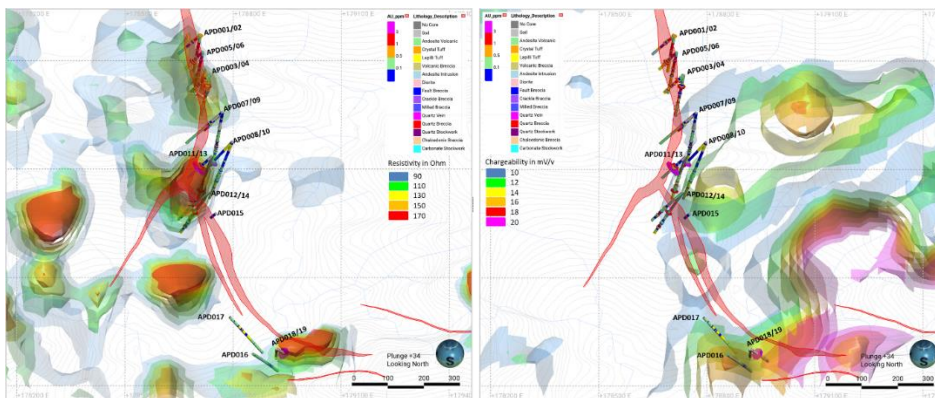 AU_ppm
Lithology_Description
No Core
Soil
Andesite Volcanic
Crystal Tuff
Lapilli Tuff
Volcanic Breccia
Andesite Intrusion
Diorite
Fault Breccia
Crackle Breccia
Milled Breccia
Quartz Vein
Quartz Breccia
Quartz Stockwork
Chalcedonic Breccia
Carbonate Stockwork
APD001/02
APD005/06
APD003/04
APD007/09
APD008/10
APD011/13
APD012/14
APD015
Resistivity in Ohm
90
110
130
150
170
APD017
APD018/19
APD016
Plunge +34
Looking North
0 100 200 300
AU_ppm
Lithology_Description
No Core
Soil
Andesite Volcanic
Crystal Tuff
Lapilli Tuff
Volcanic Breccia
Andesite Intrusion
Diorite
Fault Breccia
Crackle Breccia
Milled Breccia
Quartz Vein
Quartz Breccia
Quartz Stockwork
Chalcedonic Breccia
Carbonate Stockwork
APD001/02
APD005/06
APD003/04
APD007/09
APD008/10
APD011/13
APD012/14
APD015
Chargeability in mV/v
10
12
14
16
18
20
APD017
APD018/19
APD016
Plunge +34
Looking North
0 100 200 300